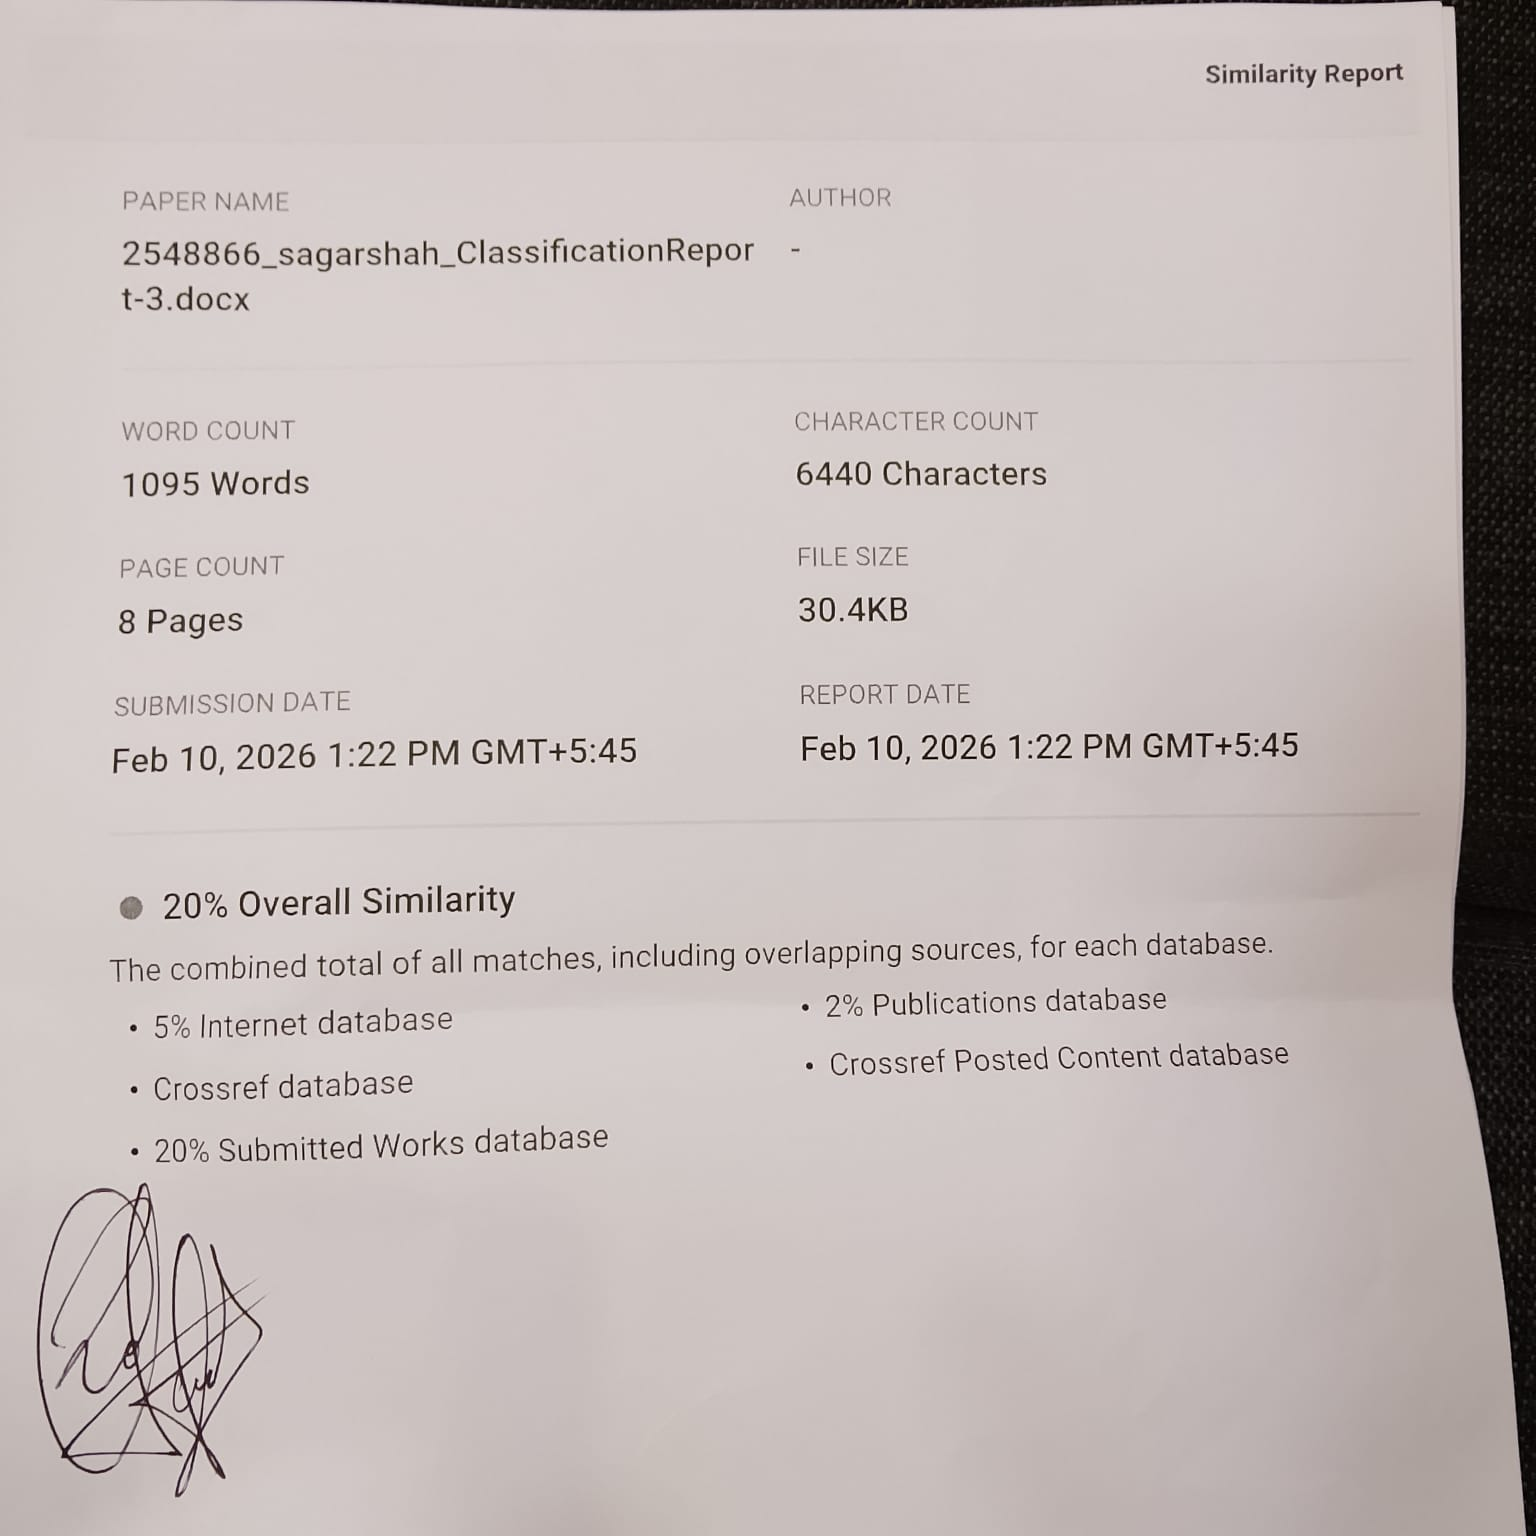 Similarity Report
PAPER NAME
2548866_sagarshah_ClassificationRepor
t-3.docx
AUTHOR
-
WORD COUNT
1095 Words
CHARACTER COUNT
6440 Characters
PAGE COUNT
8 Pages
FILE SIZE
30.4KB
SUBMISSION DATE
Feb 10, 2026 1:22 PM GMT+5:45
REPORT DATE
Feb 10, 2026 1:22 PM GMT+5:45
20% Overall Similarity
The combined total of all matches, including overlapping sources, for each database.
• 5% Internet database
• 2% Publications database
• Crossref database
• Crossref Posted Content database
• 20% Submitted Works database